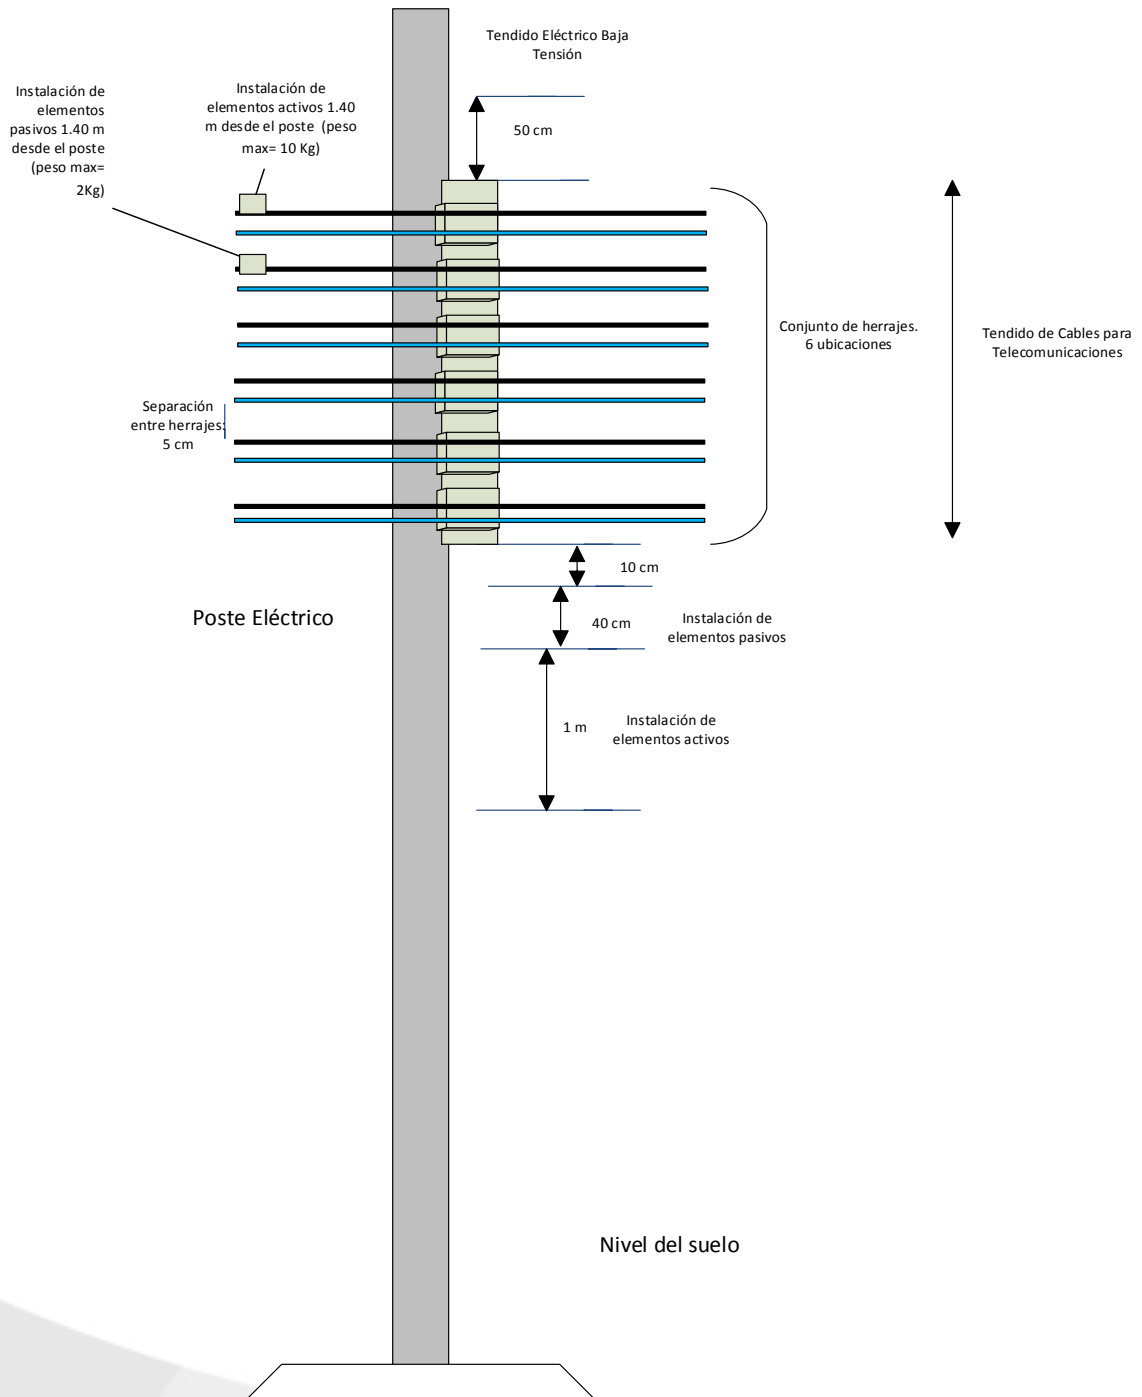 Tendido Eléctrico Baja
Tensión
Instalación de
elementos
pasivos 1.40 m
desde el poste
(peso max=
2Kg)
Instalación de
elementos activos 1.40
m desde el poste (peso
max= 10 Kg)
50 cm
Conjunto de herrajes.
6 ubicaciones
Tendido de Cables para
Telecomunicaciones
Separación
entre herrajes:
5 cm
10 cm
Poste Eléctrico
40 cm
Instalación de
elementos pasivos
1 m
Instalación de
elementos activos
Nivel del suelo